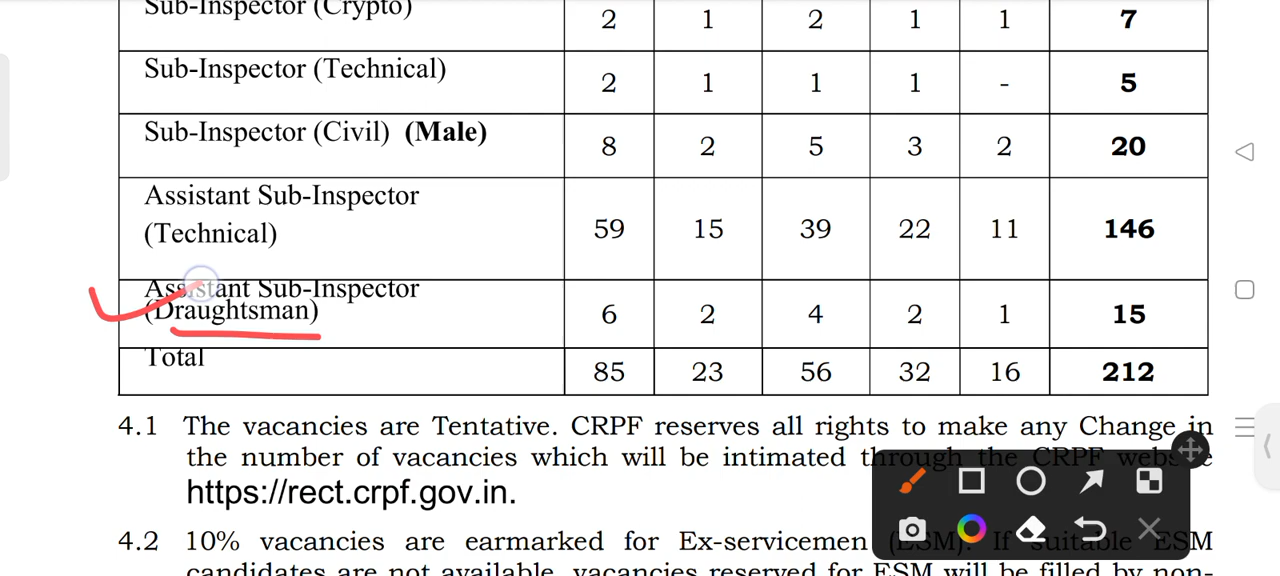 Sub-Inspector (Crypto) 2 1 2 1 1 7
Sub-Inspector (Technical) 2 1 1 1 - 5
Sub-Inspector (Civil) (Male) 8 2 5 3 2 20
Assistant Sub-Inspector
(Technical) 59 15 39 22 11 146
Assistant Sub-Inspector
(Draughtsman) 6 2 4 2 1 15
Total 85 23 56 32 16 212
4.1 The vacancies are Tentative. CRPF reserves all rights to make any Change in
the number of vacancies which will be intimated through the CRPF website
https://rect.crpf.gov.in.
4.2 10% vacancies are earmarked for Ex-servicemen (ESM). If suitable ESM
candidates are not available, vacancies reserved for ESM will be filled by non-